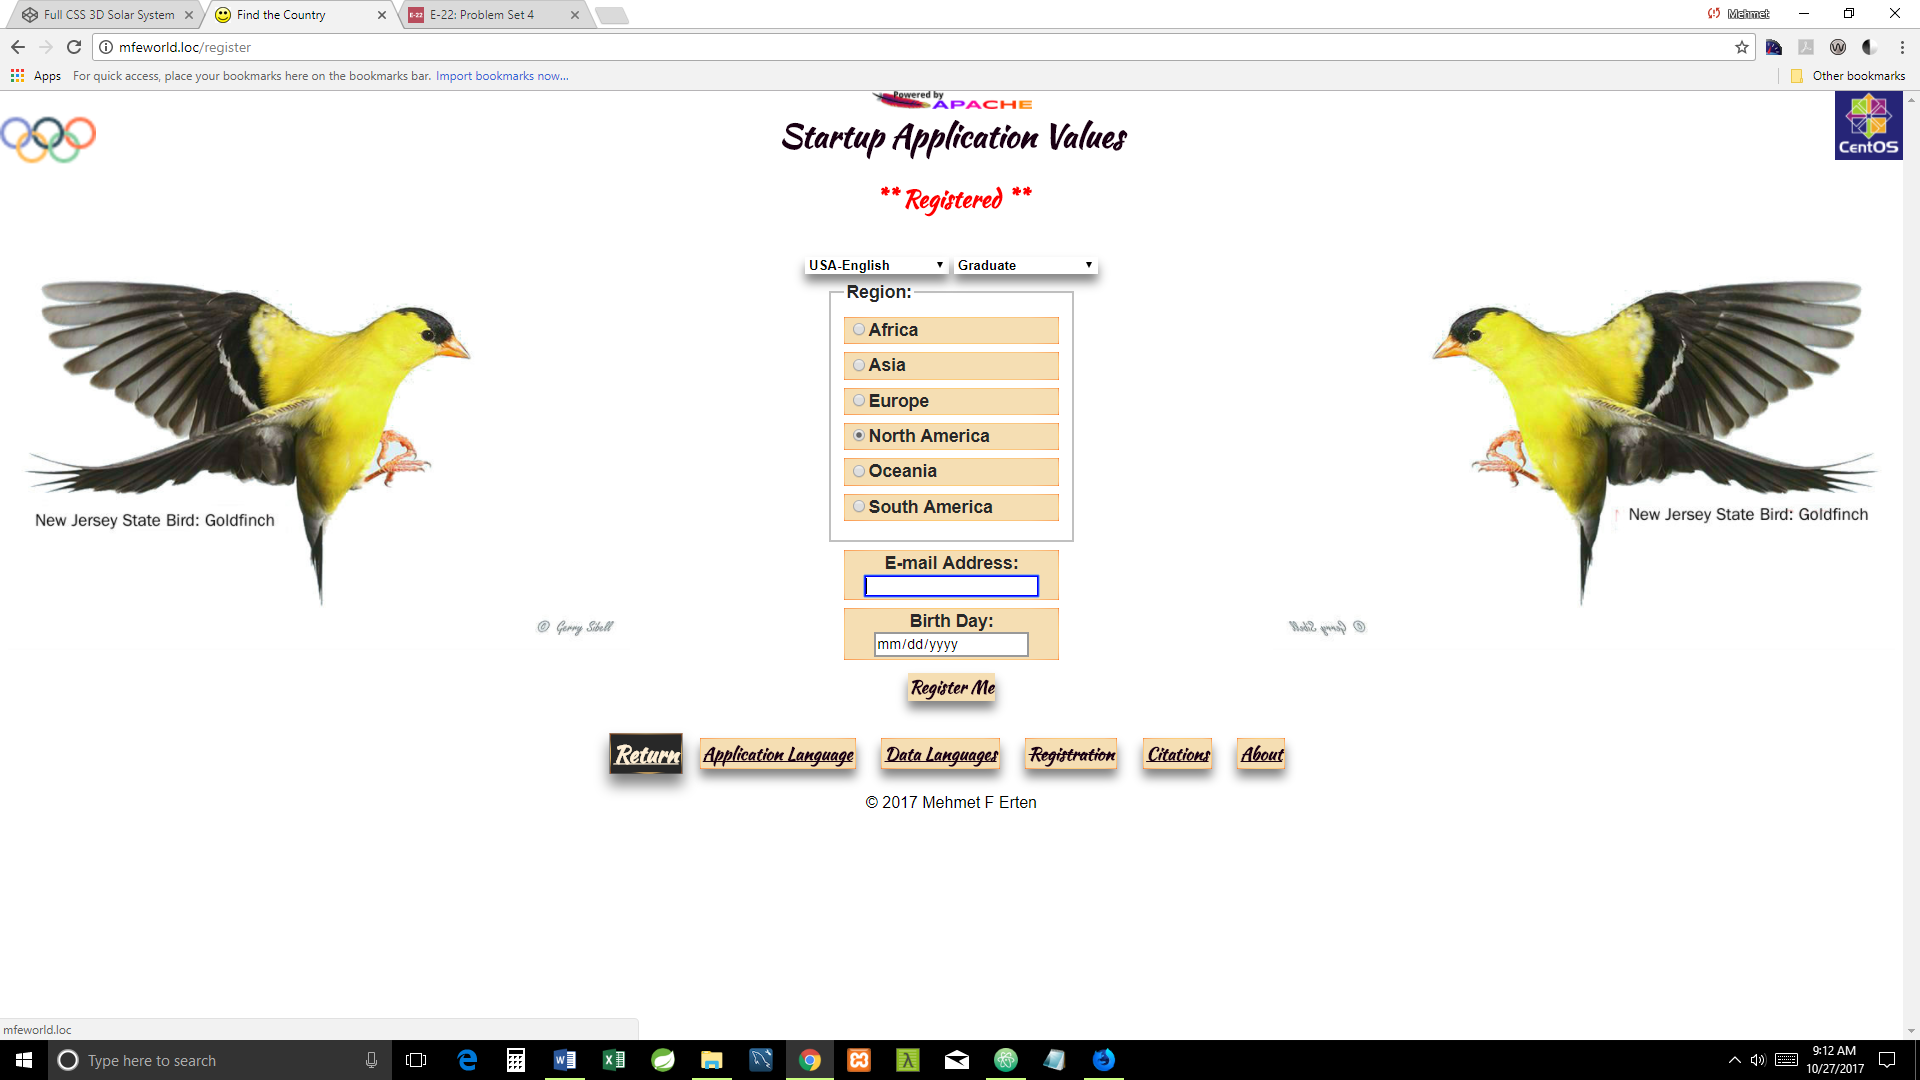 Full CSS 3D Solar System
Find the Country
E-22: Problem Set 4
Mehmet
mfeworld.loc/register
Apps
For quick access, place your bookmarks here on the bookmarks bar. Import bookmarks now...
Other bookmarks
Powered by
APACHE
CentOS
Startup Application Values
** Registered **
USA-English
Graduate
Region:
Africa
Asia
Europe
North America
Oceania
South America
New Jersey State Bird: Goldfinch
New Jersey State Bird: Goldfinch
E-mail Address:
Birth Day:
mm/dd/yyyy
© Gerry Sibell
© Gerry Sibell
Register Me
Return
Application Language
Data Languages
Registration
Citations
About
© 2017 Mehmet F Erten
mfeworld.loc
Type here to search
9:12 AM
10/27/2017